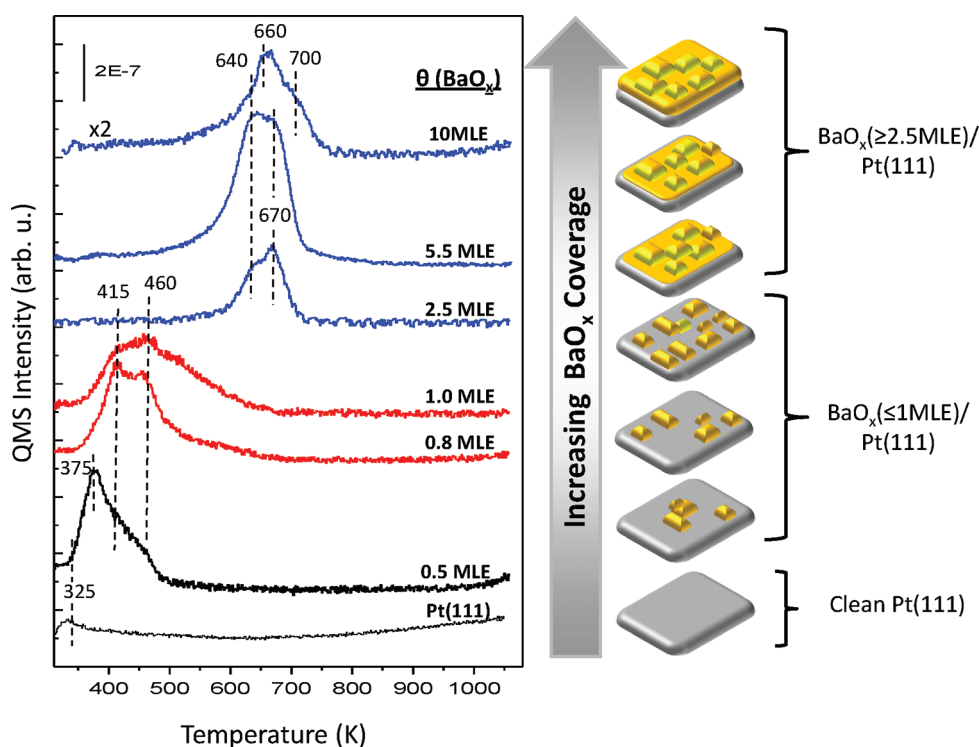 2E-7
640
660
700
θ (BaOx)
x2
10MLE
670
5.5 MLE
415
460
2.5 MLE
1.0 MLE
0.8 MLE
375
0.5 MLE
325
Pt(111)
400 500 600 700 800 900 1000
Temperature (K)
QMS Intensity (arb. u.)
Increasing BaOx Coverage
BaOx(≥2.5MLE)/
Pt(111)
BaOx(≤1MLE)/
Pt(111)
Clean Pt(111)